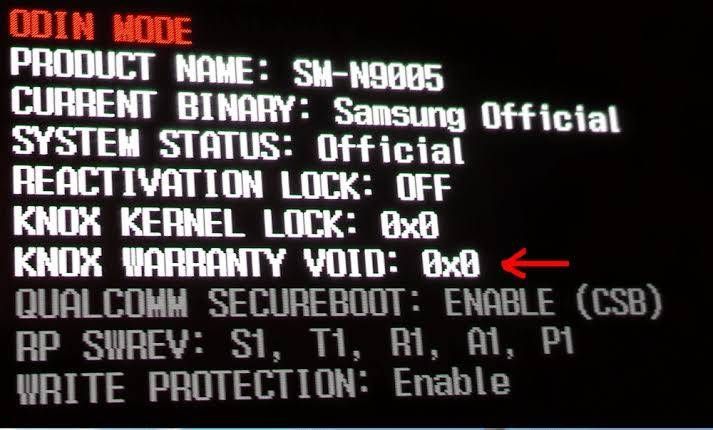 ODIN MODE
PRODUCT NAME: SM-N9005
CURRENT BINARY: Samsung Official
SYSTEM STATUS: Official
REACTIVATION LOCK: OFF
KNOX KERNEL LOCK: 0x0
KNOX WARRANTY VOID: 0x0
QUALCOMM SECUREBOOT: ENABLE (CSB)
RP SWREV: S1, T1, R1, A1, P1
WRITE PROTECTION: Enable